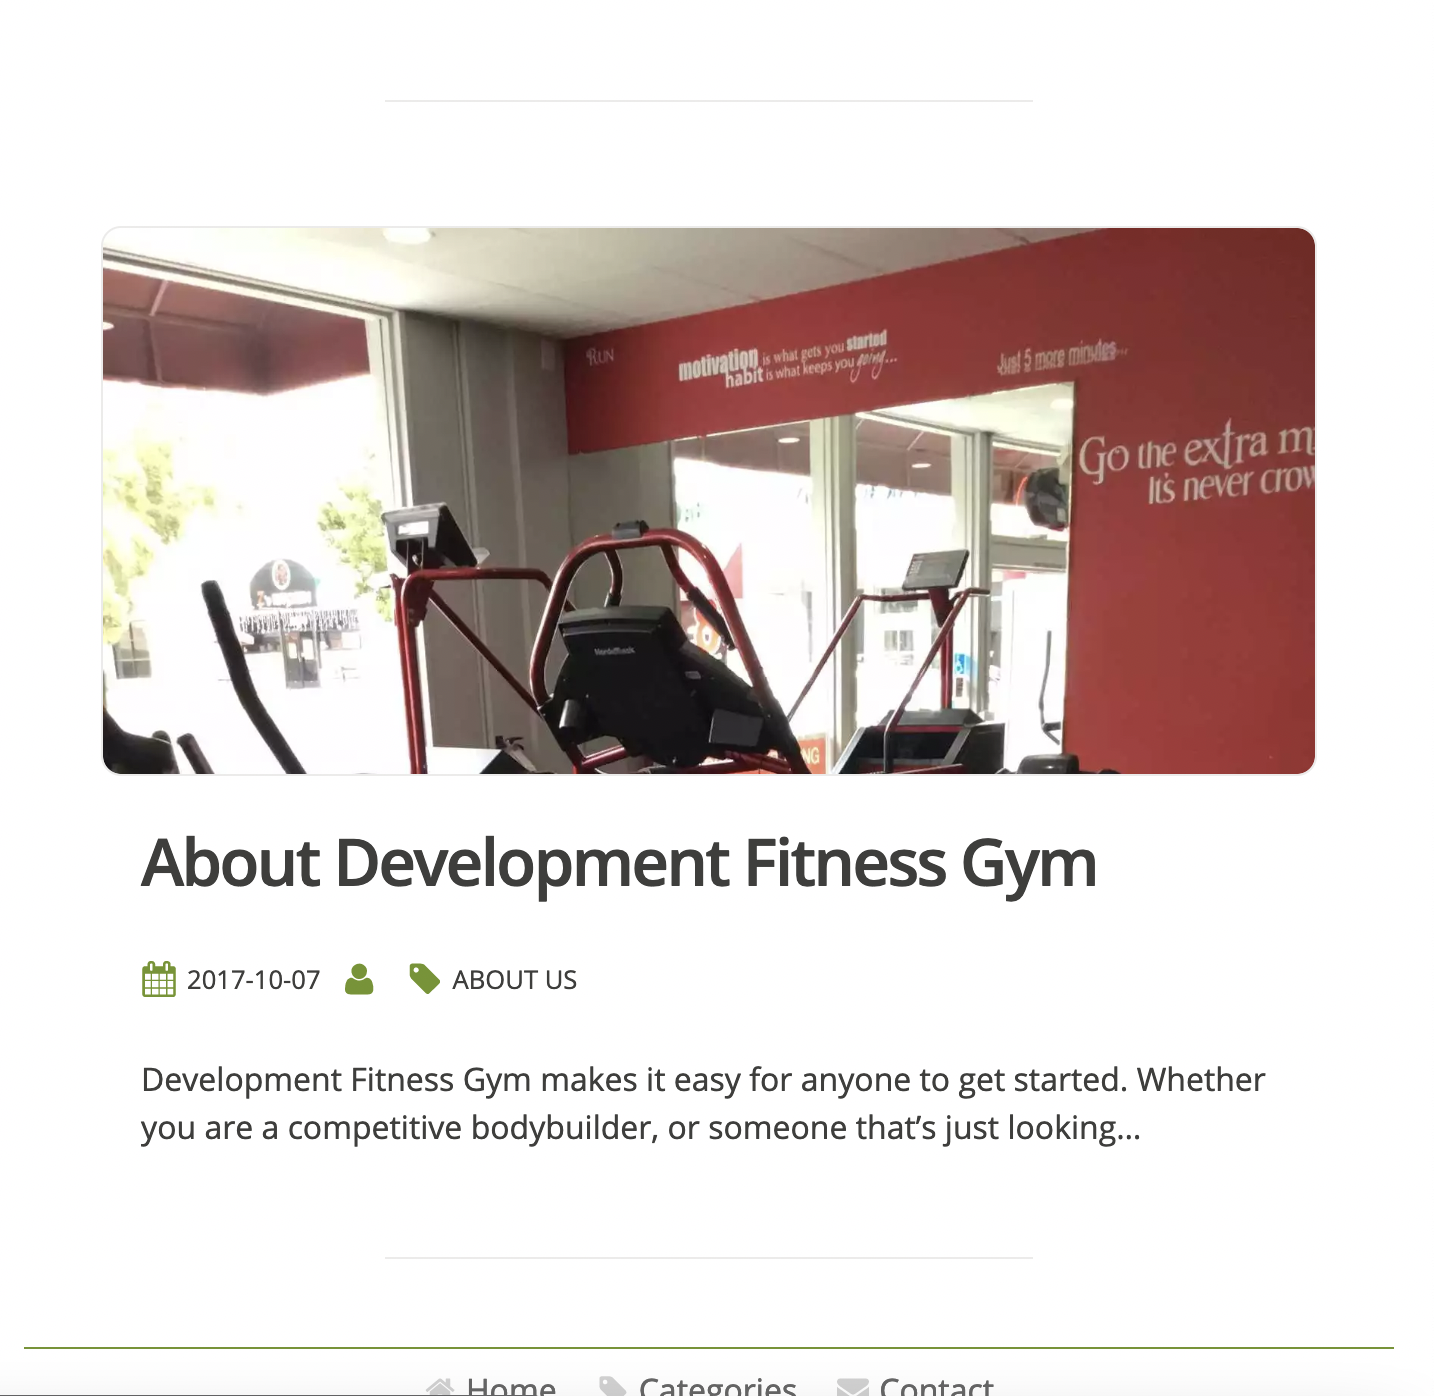 RUN
motivation is what gets you started
habit is what keeps you going...
Just 5 more minutes...
Go the extra m
It's never crow
NordicTrack
NG
About Development Fitness Gym
2017-10-07 ABOUT US
Development Fitness Gym makes it easy for anyone to get started. Whether
you are a competitive bodybuilder, or someone that’s just looking...
Home Categories Contact